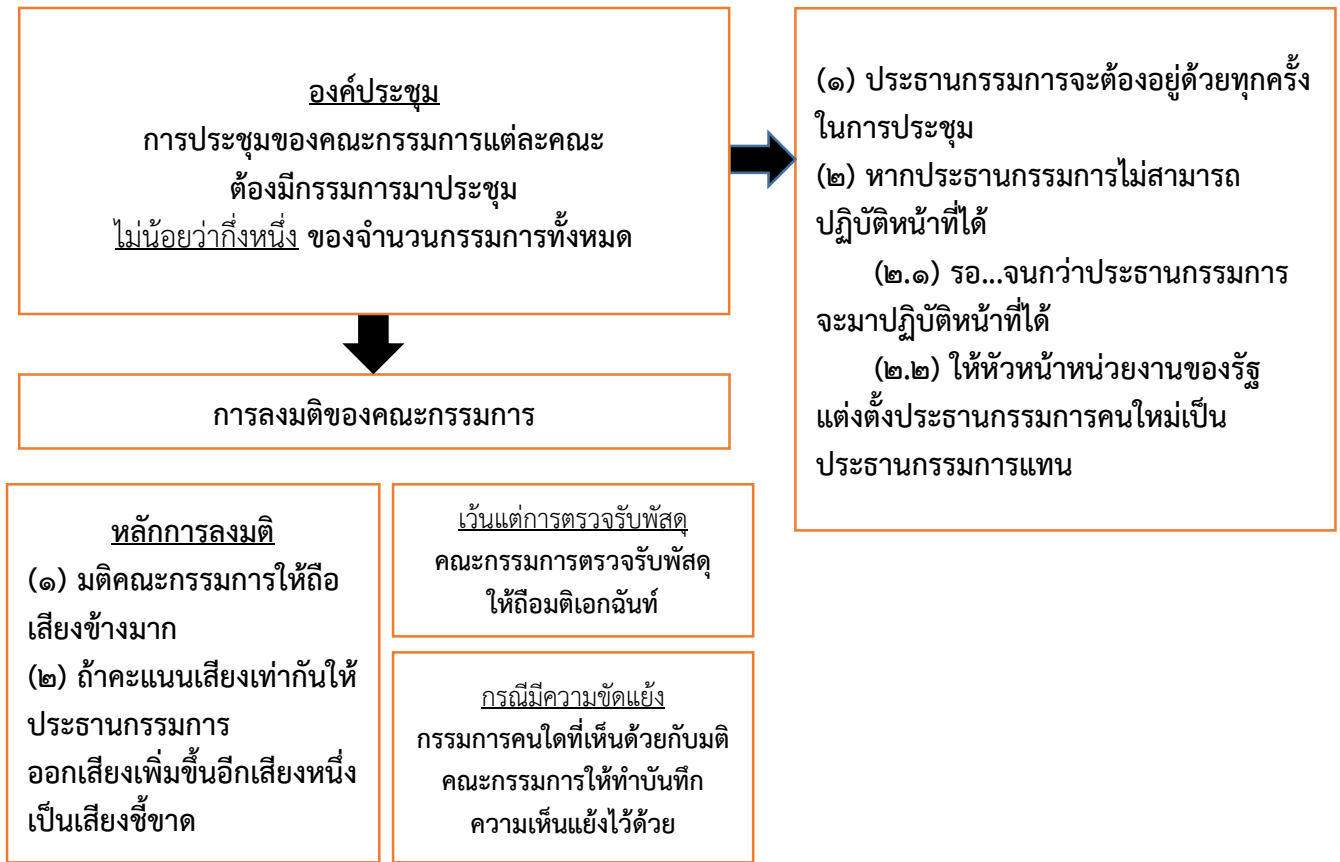 องค์ประชุม
การประชุมของคณะกรรมการแต่ละคณะ
ต้องมีกรรมการมาประชุม
ไม่น้อยว่ากึ่งหนึ่ง ของจำนวนกรรมการทั้งหมด
(๑) ประธานกรรมการจะต้องอยู่ด้วยทุกครั้ง
ในการประชุม
(๒) หากประธานกรรมการไม่สามารถ
ปฏิบัติหน้าที่ได้
(๒.๑) รอ...จนกว่าประธานกรรมการ
จะมาปฏิบัติหน้าที่ได้
(๒.๒) ให้หัวหน้าหน่วยงานของรัฐ
แต่งตั้งประธานกรรมการคนใหม่เป็น
ประธานกรรมการแทน
การลงมติของคณะกรรมการ
หลักการลงมติ
(๑) มติคณะกรรมการให้ถือ
เสียงข้างมาก
(๒) ถ้าคะแนนเสียงเท่ากันให้
ประธานกรรมการ
ออกเสียงเพิ่มขึ้นอีกเสียงหนึ่ง
เป็นเสียงชี้ขาด
เว้นแต่การตรวจรับพัสดุ
คณะกรรมการตรวจรับพัสดุ
ให้ถือมติเอกฉันท์
กรณีมีความขัดแย้ง
กรรมการคนใดที่เห็นด้วยกับมติ
คณะกรรมการให้ทำบันทึก
ความเห็นแย้งไว้ด้วย